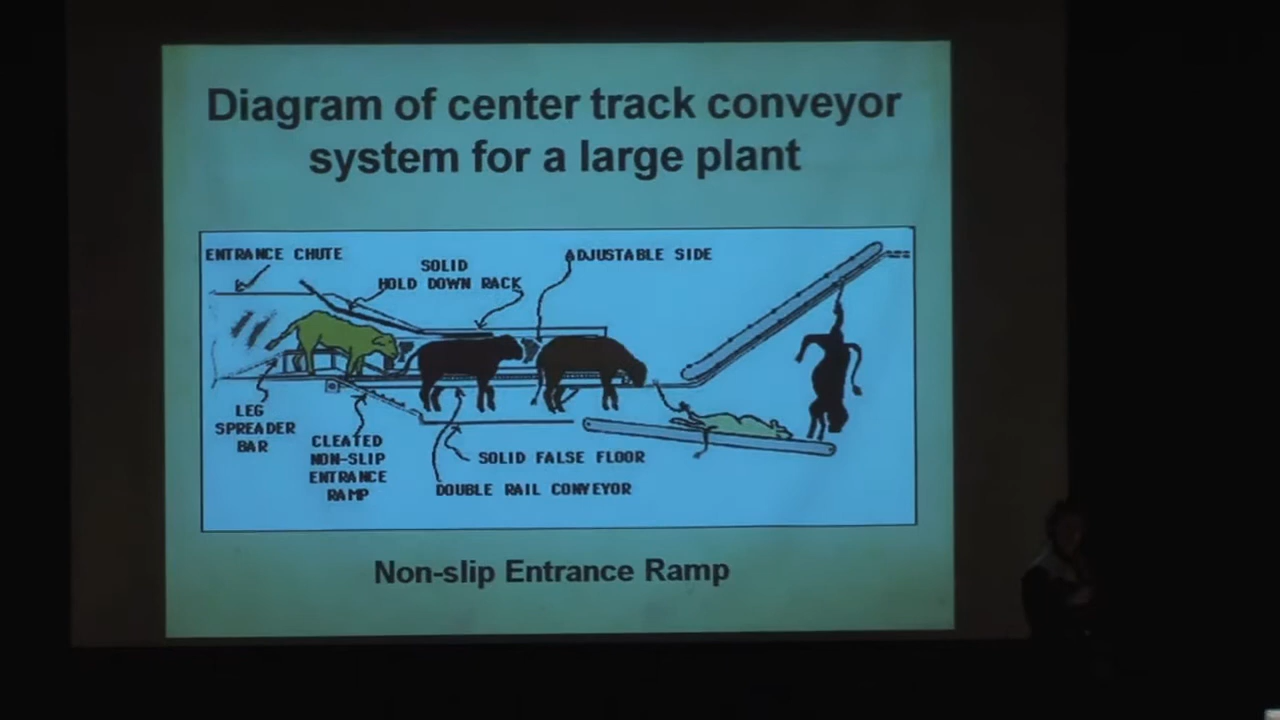 Diagram of center track conveyor
system for a large plant
ENTRANCE CHUTE
SOLID
HOLD DOWN RACK
ADJUSTABLE SIDE
LEG
SPREADER
BAR
CLEATED
NON-SLIP
ENTRANCE
RAMP
SOLID FALSE FLOOR
DOUBLE RAIL CONVEYOR
Non-slip Entrance Ramp